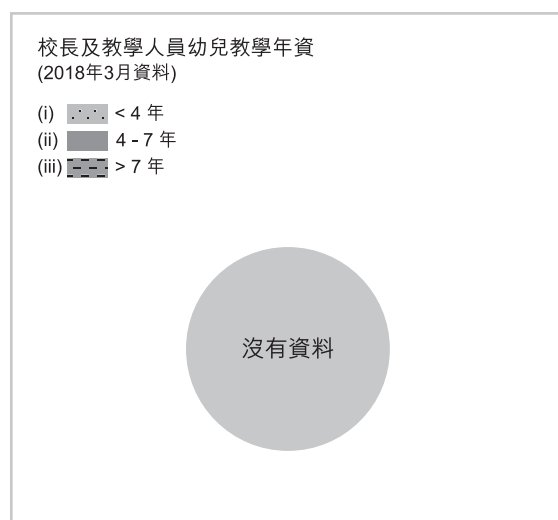 校長及教學人員幼兒教學年資
(2018年3月資料)
(i) < 4 年
(ii) 4 - 7 年
(iii) > 7 年
沒有資料